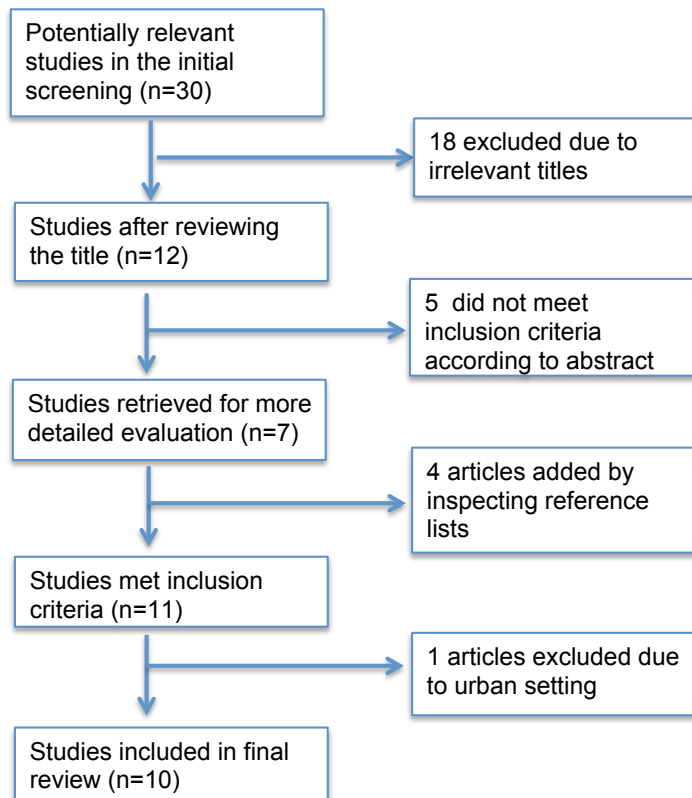 Potentially relevant
studies in the initial
screening (n=30)
18 excluded due to
irrelevant titles
Studies after reviewing
the title (n=12)
5 did not meet
inclusion criteria
according to abstract
Studies retrieved for more
detailed evaluation (n=7)
4 articles added by
inspecting reference
lists
Studies met inclusion
criteria (n=11)
1 articles excluded due
to urban setting
Studies included in final
review (n=10)